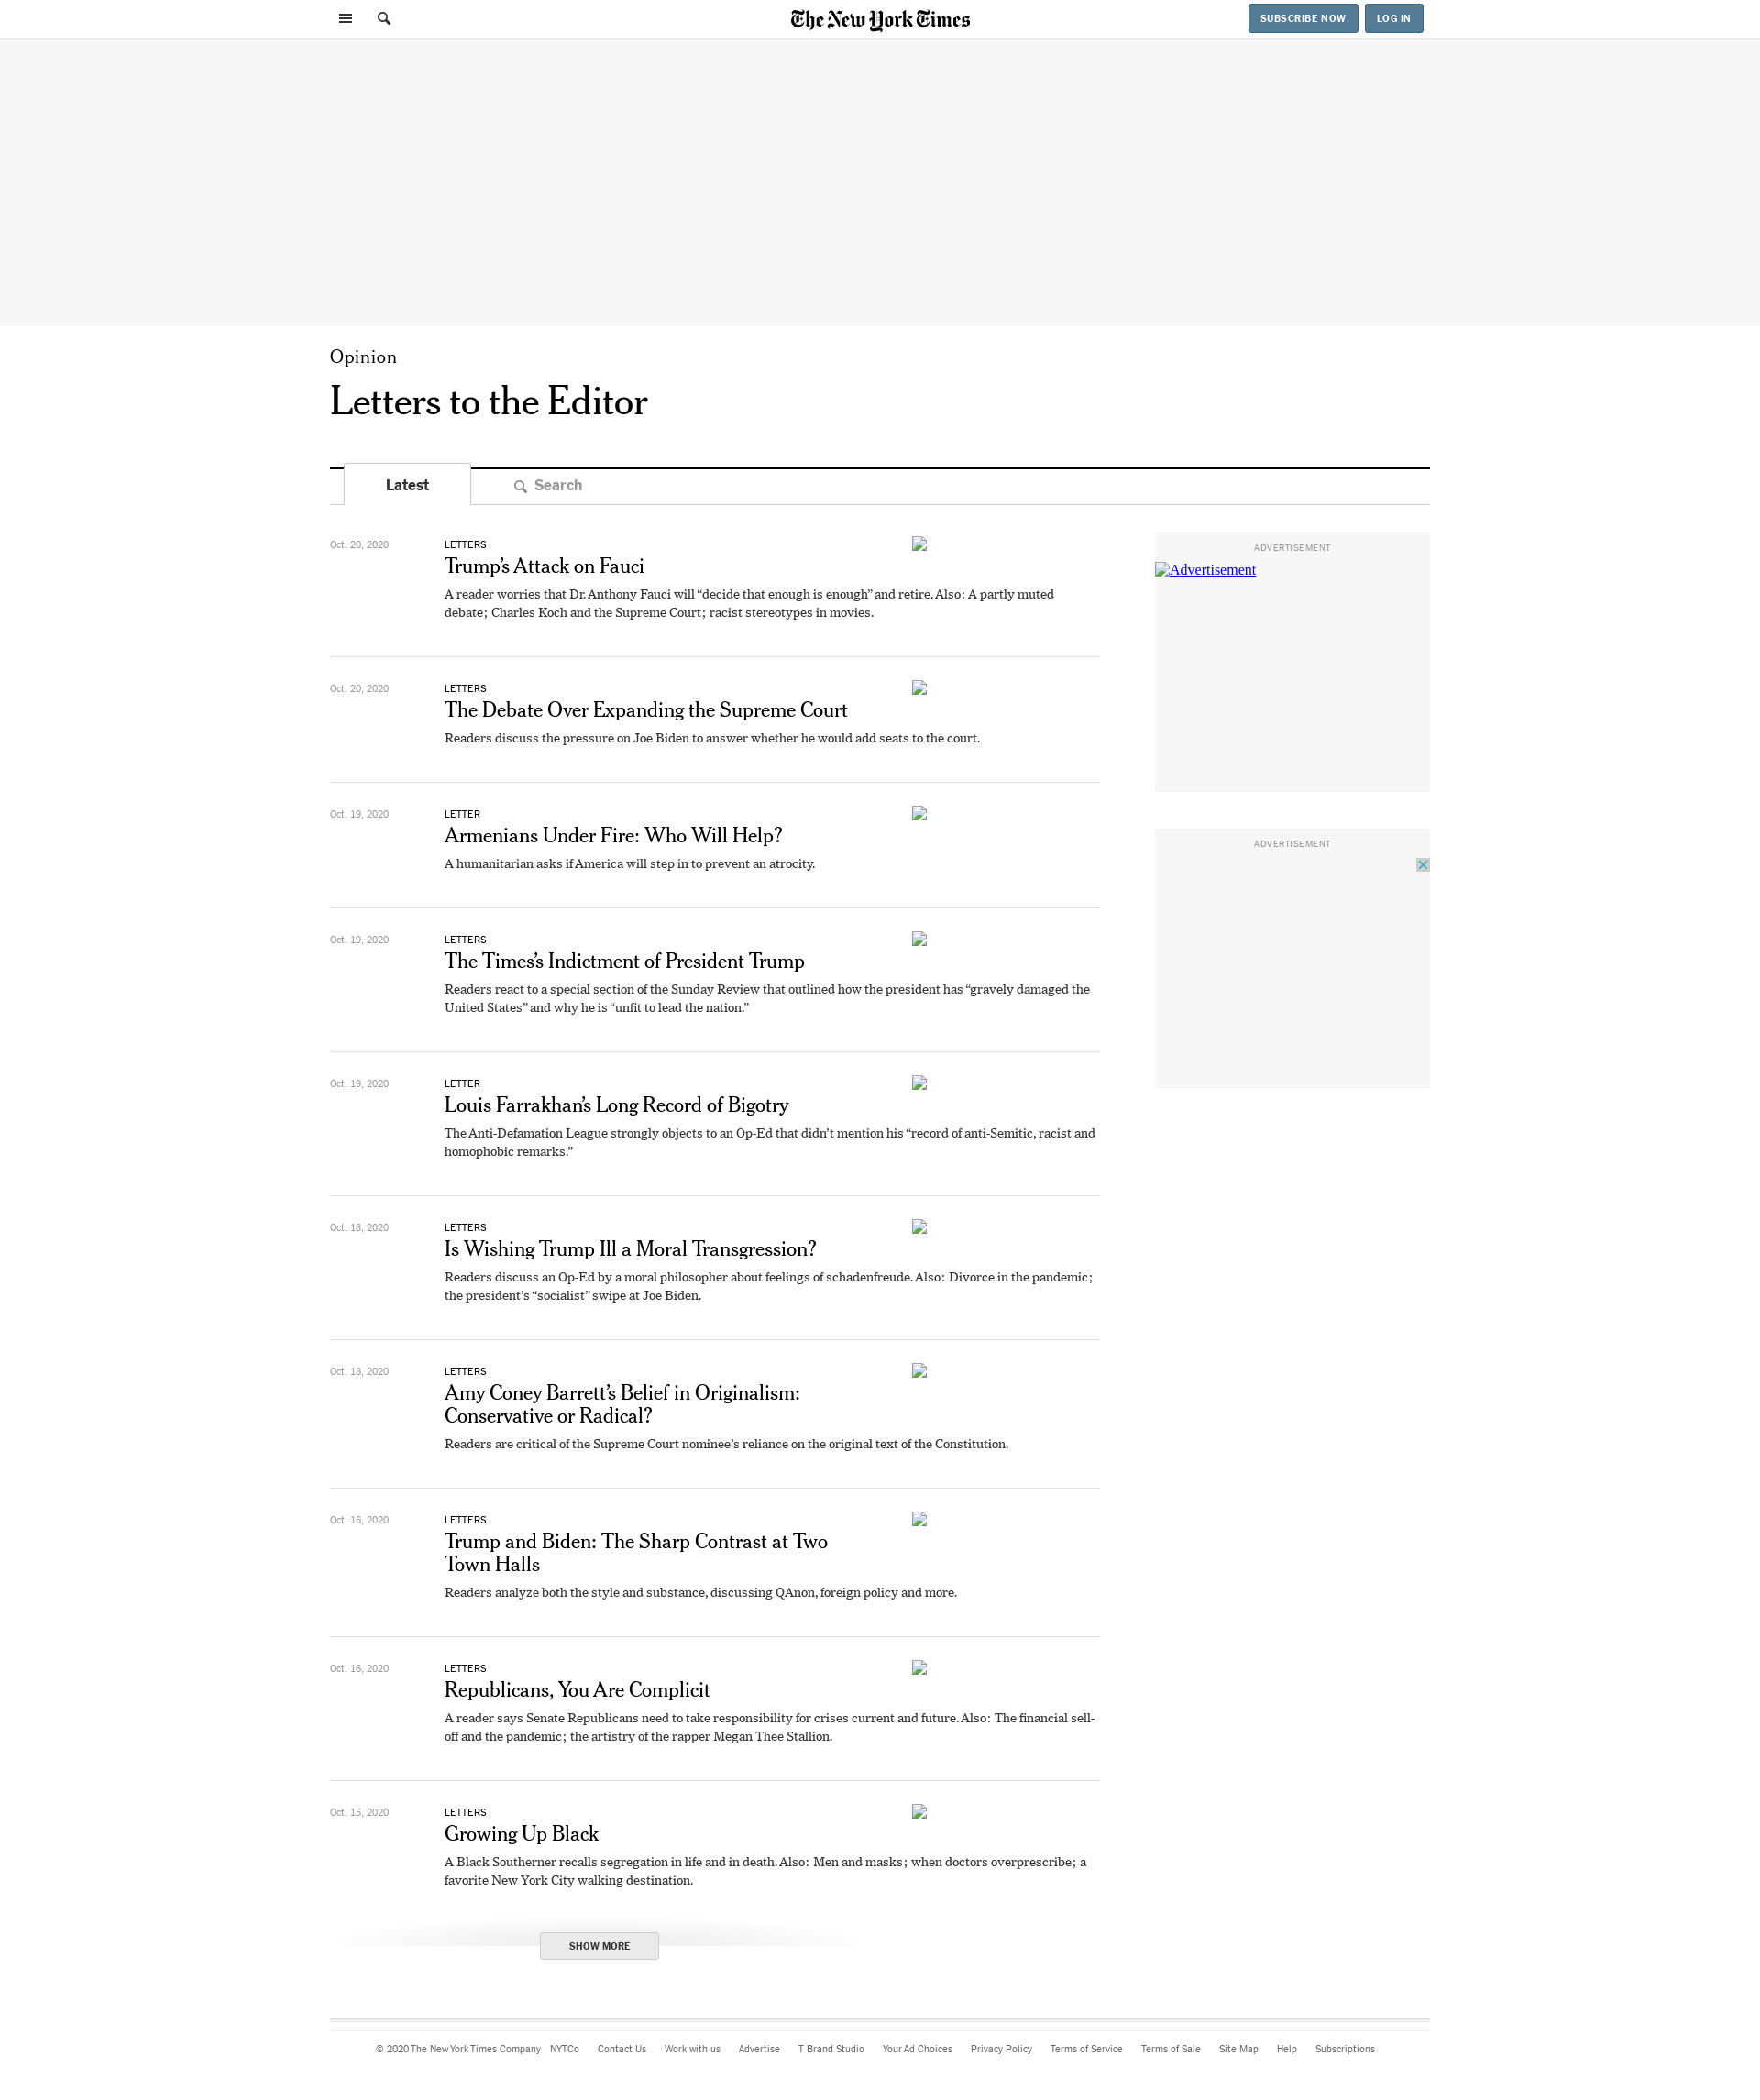 The New York Times
SUBSCRIBE NOW
LOG IN
Opinion
Letters to the Editor
Latest
Search
Oct. 20, 2020
LETTERS
Trump’s Attack on Fauci
A reader worries that Dr. Anthony Fauci will “decide that enough is enough” and retire. Also: A partly muted
debate; Charles Koch and the Supreme Court; racist stereotypes in movies.
Oct. 20, 2020
LETTERS
The Debate Over Expanding the Supreme Court
Readers discuss the pressure on Joe Biden to answer whether he would add seats to the court.
Oct. 19, 2020
LETTER
Armenians Under Fire: Who Will Help?
A humanitarian asks if America will step in to prevent an atrocity.
Oct. 19, 2020
LETTERS
The Times’s Indictment of President Trump
Readers react to a special section of the Sunday Review that outlined how the president has “gravely damaged the
United States” and why he is “unfit to lead the nation.”
Oct. 19, 2020
LETTER
Louis Farrakhan’s Long Record of Bigotry
The Anti-Defamation League strongly objects to an Op-Ed that didn’t mention his “record of anti-Semitic, racist and
homophobic remarks.”
Oct. 18, 2020
LETTERS
Is Wishing Trump Ill a Moral Transgression?
Readers discuss an Op-Ed by a moral philosopher about feelings of schadenfreude. Also: Divorce in the pandemic;
the president’s “socialist” swipe at Joe Biden.
Oct. 18, 2020
LETTERS
Amy Coney Barrett’s Belief in Originalism:
Conservative or Radical?
Readers are critical of the Supreme Court nominee’s reliance on the original text of the Constitution.
Oct. 16, 2020
LETTERS
Trump and Biden: The Sharp Contrast at Two
Town Halls
Readers analyze both the style and substance, discussing QAnon, foreign policy and more.
Oct. 16, 2020
LETTERS
Republicans, You Are Complicit
A reader says Senate Republicans need to take responsibility for crises current and future. Also: The financial sell-
off and the pandemic; the artistry of the rapper Megan Thee Stallion.
Oct. 15, 2020
LETTERS
Growing Up Black
A Black Southerner recalls segregation in life and in death. Also: Men and masks; when doctors overprescribe; a
favorite New York City walking destination.
SHOW MORE
ADVERTISEMENT
Advertisement
ADVERTISEMENT
© 2020 The New York Times Company NYTCo Contact Us Work with us Advertise T Brand Studio Your Ad Choices Privacy Policy Terms of Service Terms of Sale Site Map Help Subscriptions